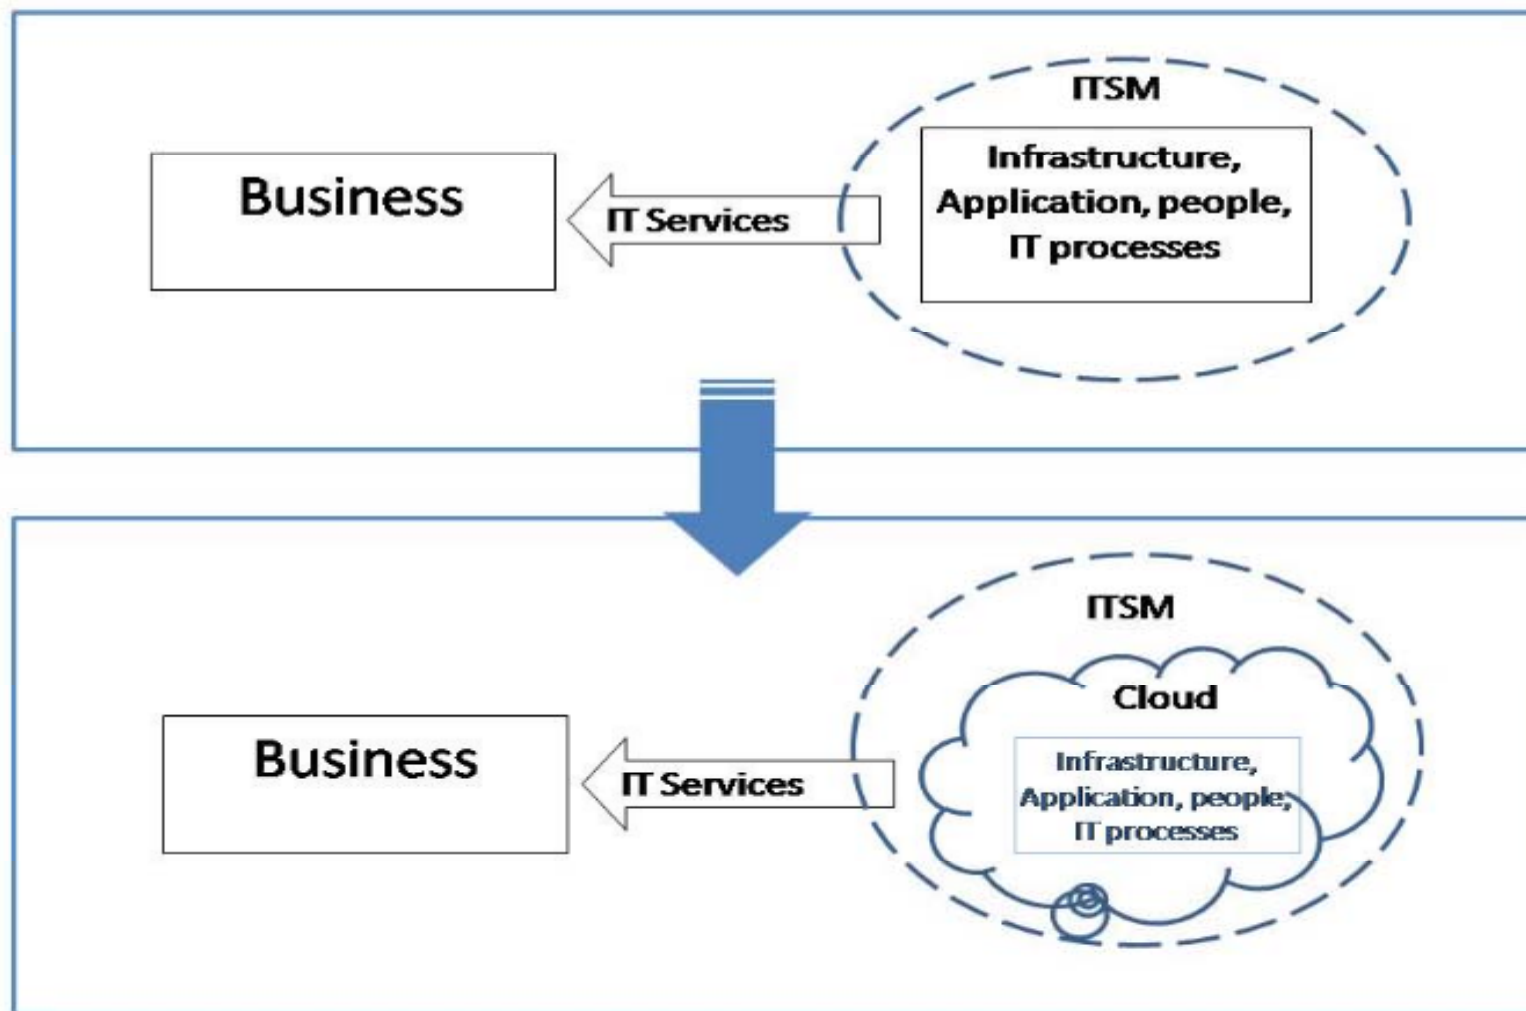 ITSM
Infrastructure,
Application, people,
IT processes
Business
IT Services
ITSM
Cloud
Infrastructure,
Application, people,
IT processes
Business
IT Services